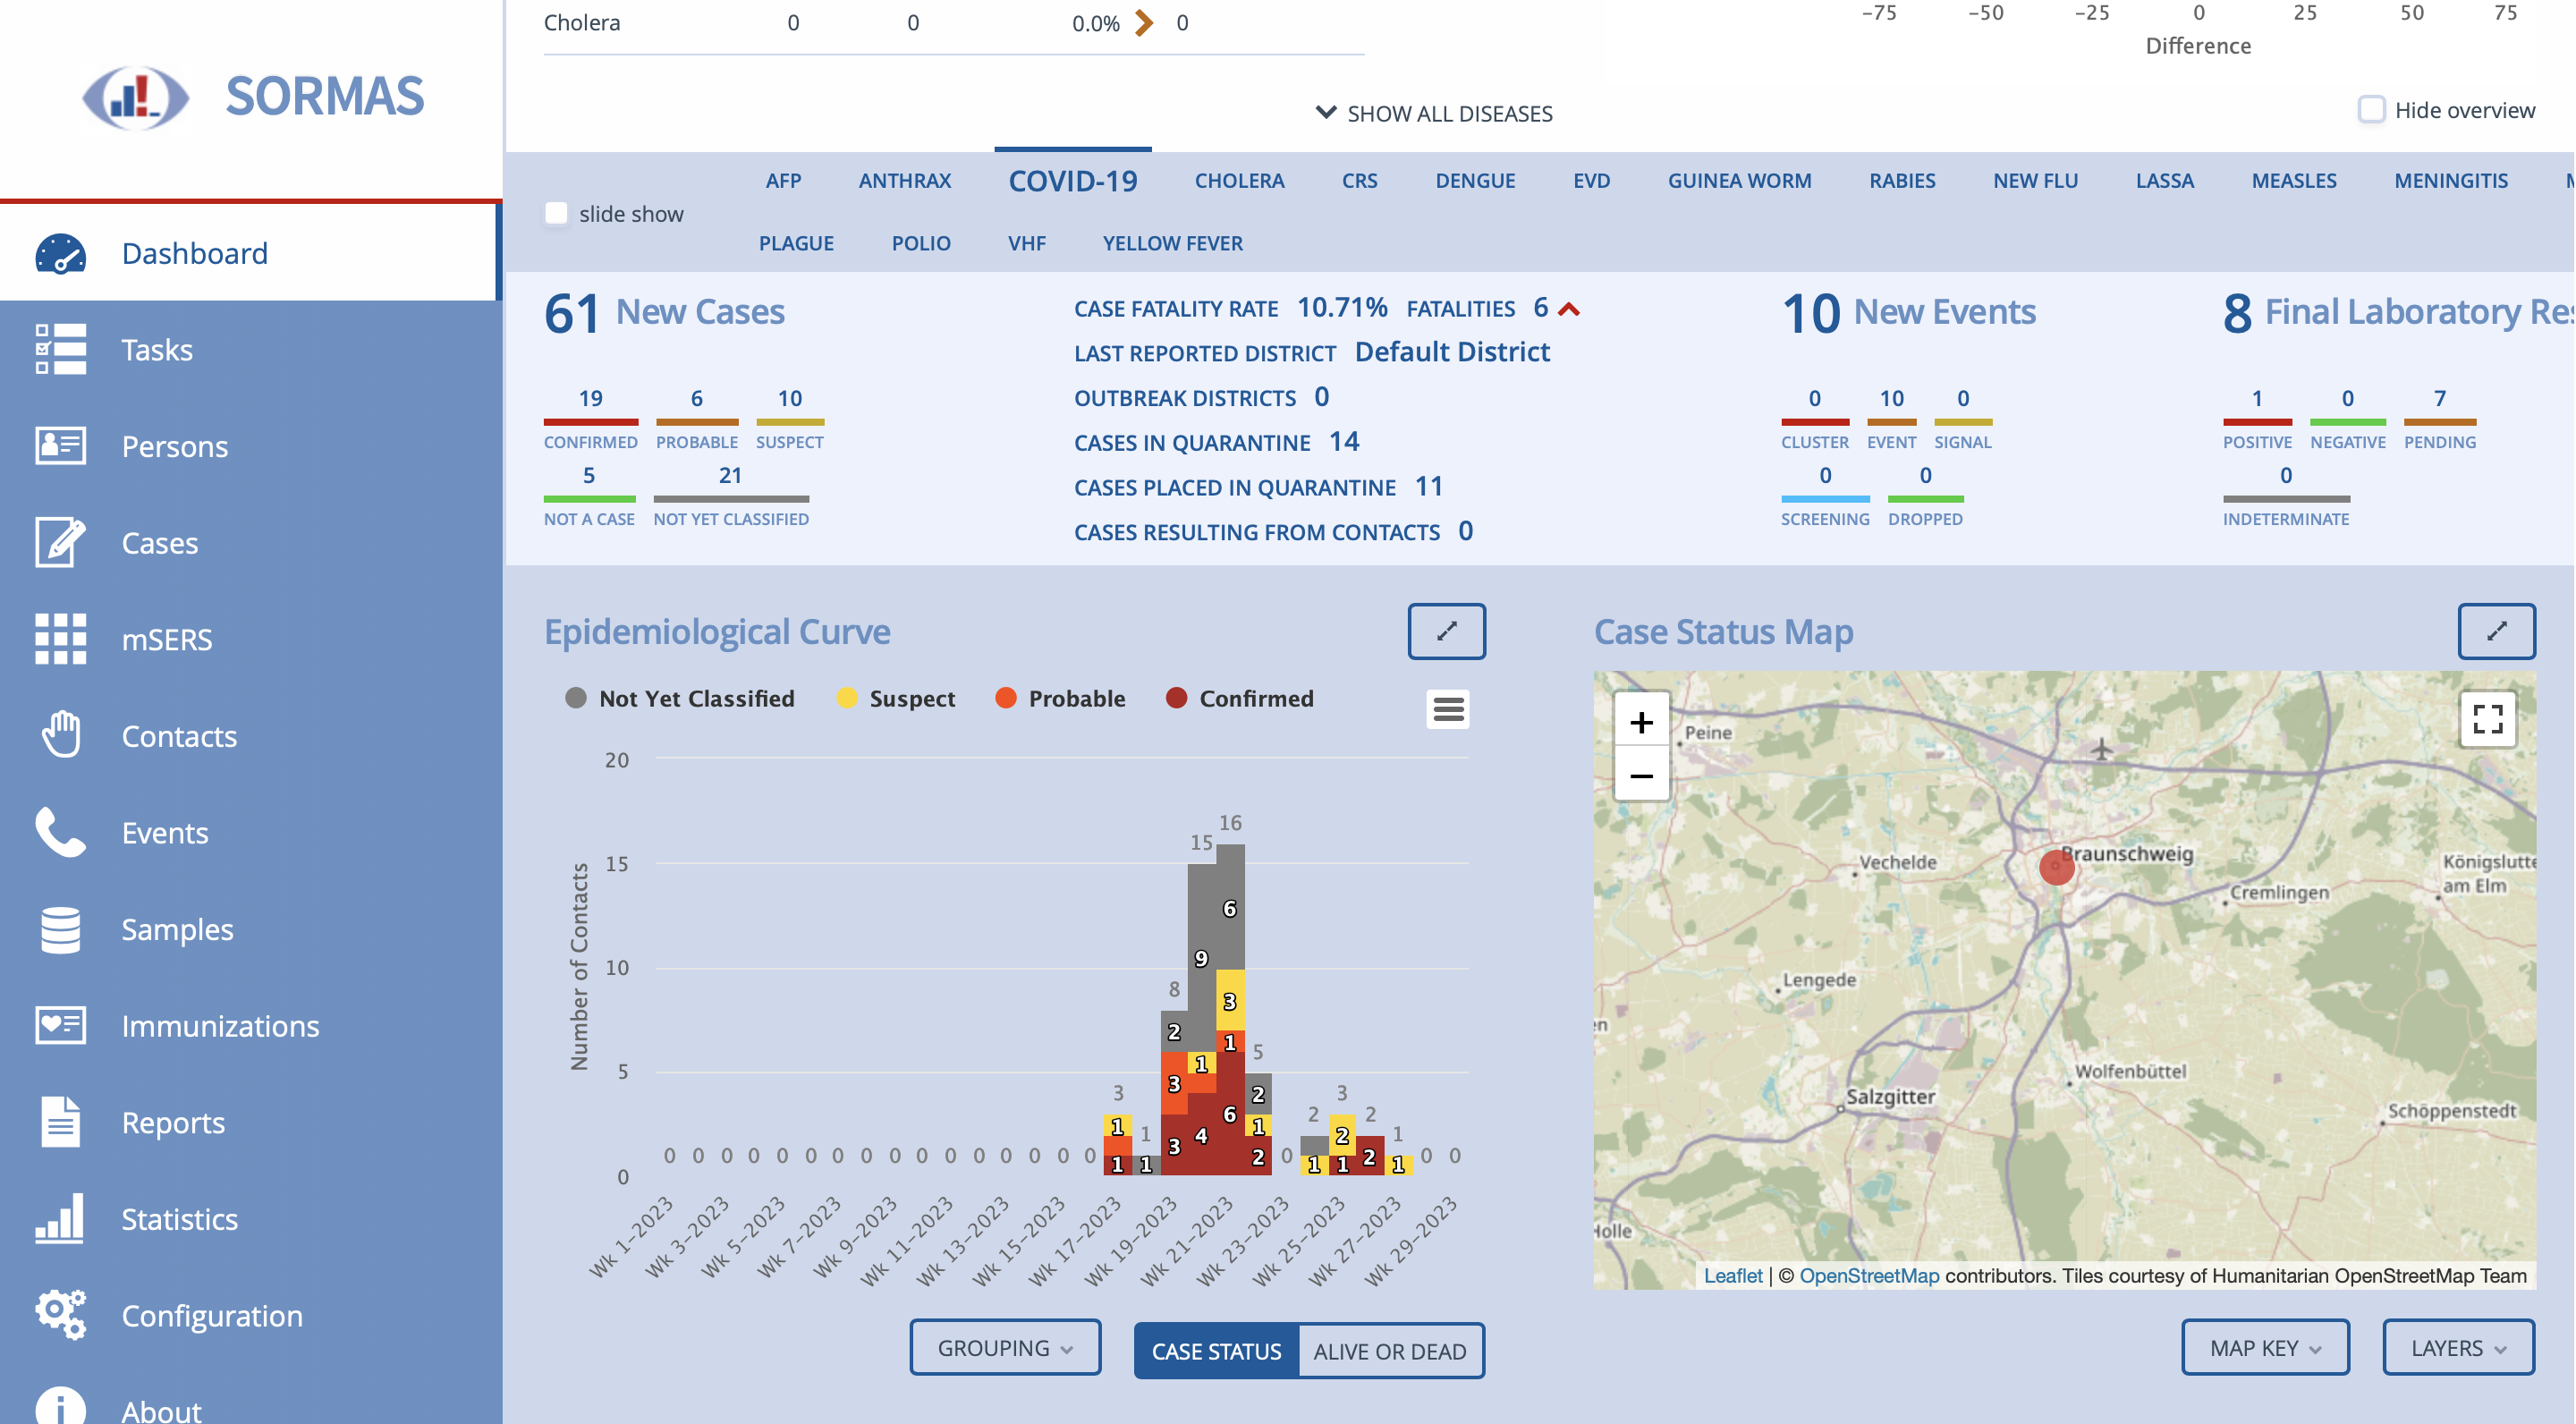 SORMAS
Dashboard
Tasks
Persons
Cases
mSERS
Contacts
Events
Samples
Immunizations
Reports
Statistics
Configuration
About
Cholera 0 0 0.0% 0
−75 −50 −25 0 25 50 75
Difference
SHOW ALL DISEASES
Hide overview
slide show
AFP ANTHRAX COVID-19 CHOLERA CRS DENGUE EVD GUINEA WORM RABIES NEW FLU LASSA MEASLES MENINGITIS
PLAGUE POLIO VHF YELLOW FEVER
61 New Cases
19 6 10
CONFIRMED PROBABLE SUSPECT
5 21
NOT A CASE NOT YET CLASSIFIED
CASE FATALITY RATE 10.71% FATALITIES 6
LAST REPORTED DISTRICT Default District
OUTBREAK DISTRICTS 0
CASES IN QUARANTINE 14
CASES PLACED IN QUARANTINE 11
CASES RESULTING FROM CONTACTS 0
10 New Events
0 10 0
CLUSTER EVENT SIGNAL
0 0
SCREENING DROPPED
8 Final Laboratory Res
1 0 7
POSITIVE NEGATIVE PENDING
0
INDETERMINATE
Epidemiological Curve
Not Yet Classified Suspect Probable Confirmed
Number of Contacts
20
15
10
5
0
16
15
6
9
8
3
2
1
5
1
3
3
2
3
1
6
1
2
3
2
2
1
4
3
1
0 0 0 0 0 0 0 0 0 0 0 0 0 0 0 0 0 0 0
1 1 2 1 1 2 1
Wk 1–2023 Wk 3–2023 Wk 5–2023 Wk 7–2023 Wk 9–2023 Wk 11–2023 Wk 13–2023 Wk 15–2023 Wk 17–2023 Wk 19–2023 Wk 21–2023 Wk 23–2023 Wk 25–2023 Wk 27–2023 Wk 29–2023
GROUPING
CASE STATUS ALIVE OR DEAD
Case Status Map
+
−
Peine
Braunschweig
Vechelde
Königslutte
am Elm
Cremlingen
Lengede
en
Wolfenbüttel
Salzgitter
Schöppenstedt
Holle
Leaflet | © OpenStreetMap contributors. Tiles courtesy of Humanitarian OpenStreetMap Team
MAP KEY
LAYERS